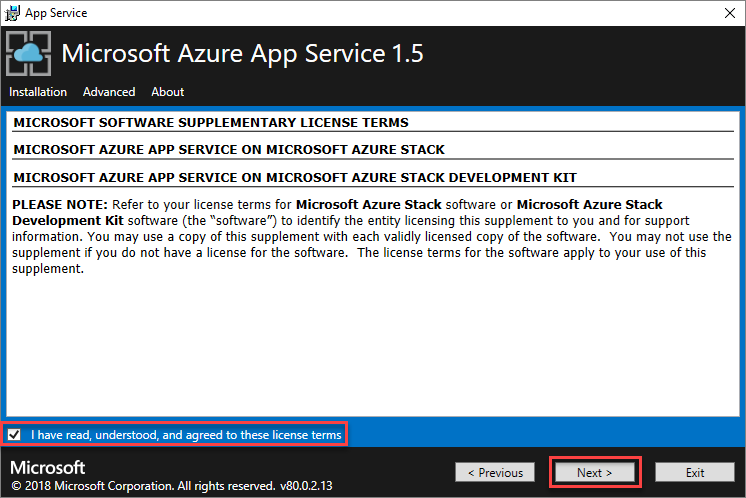 App Service
Microsoft Azure App Service 1.5
Installation Advanced About
MICROSOFT SOFTWARE SUPPLEMENTARY LICENSE TERMS
MICROSOFT AZURE APP SERVICE ON MICROSOFT AZURE STACK
MICROSOFT AZURE APP SERVICE ON MICROSOFT AZURE STACK DEVELOPMENT KIT
PLEASE NOTE: Refer to your license terms for Microsoft Azure Stack software or Microsoft Azure Stack
Development Kit software (the “software”) to identify the entity licensing this supplement to you and for support
information. You may use a copy of this supplement with each validly licensed copy of the software.  You may not use the
supplement if you do not have a license for the software.  The license terms for the software apply to your use of this
supplement.
I have read, understood, and agreed to these license terms
Microsoft
© 2018 Microsoft Corporation. All rights reserved. v80.0.2.13
< Previous Next > Exit